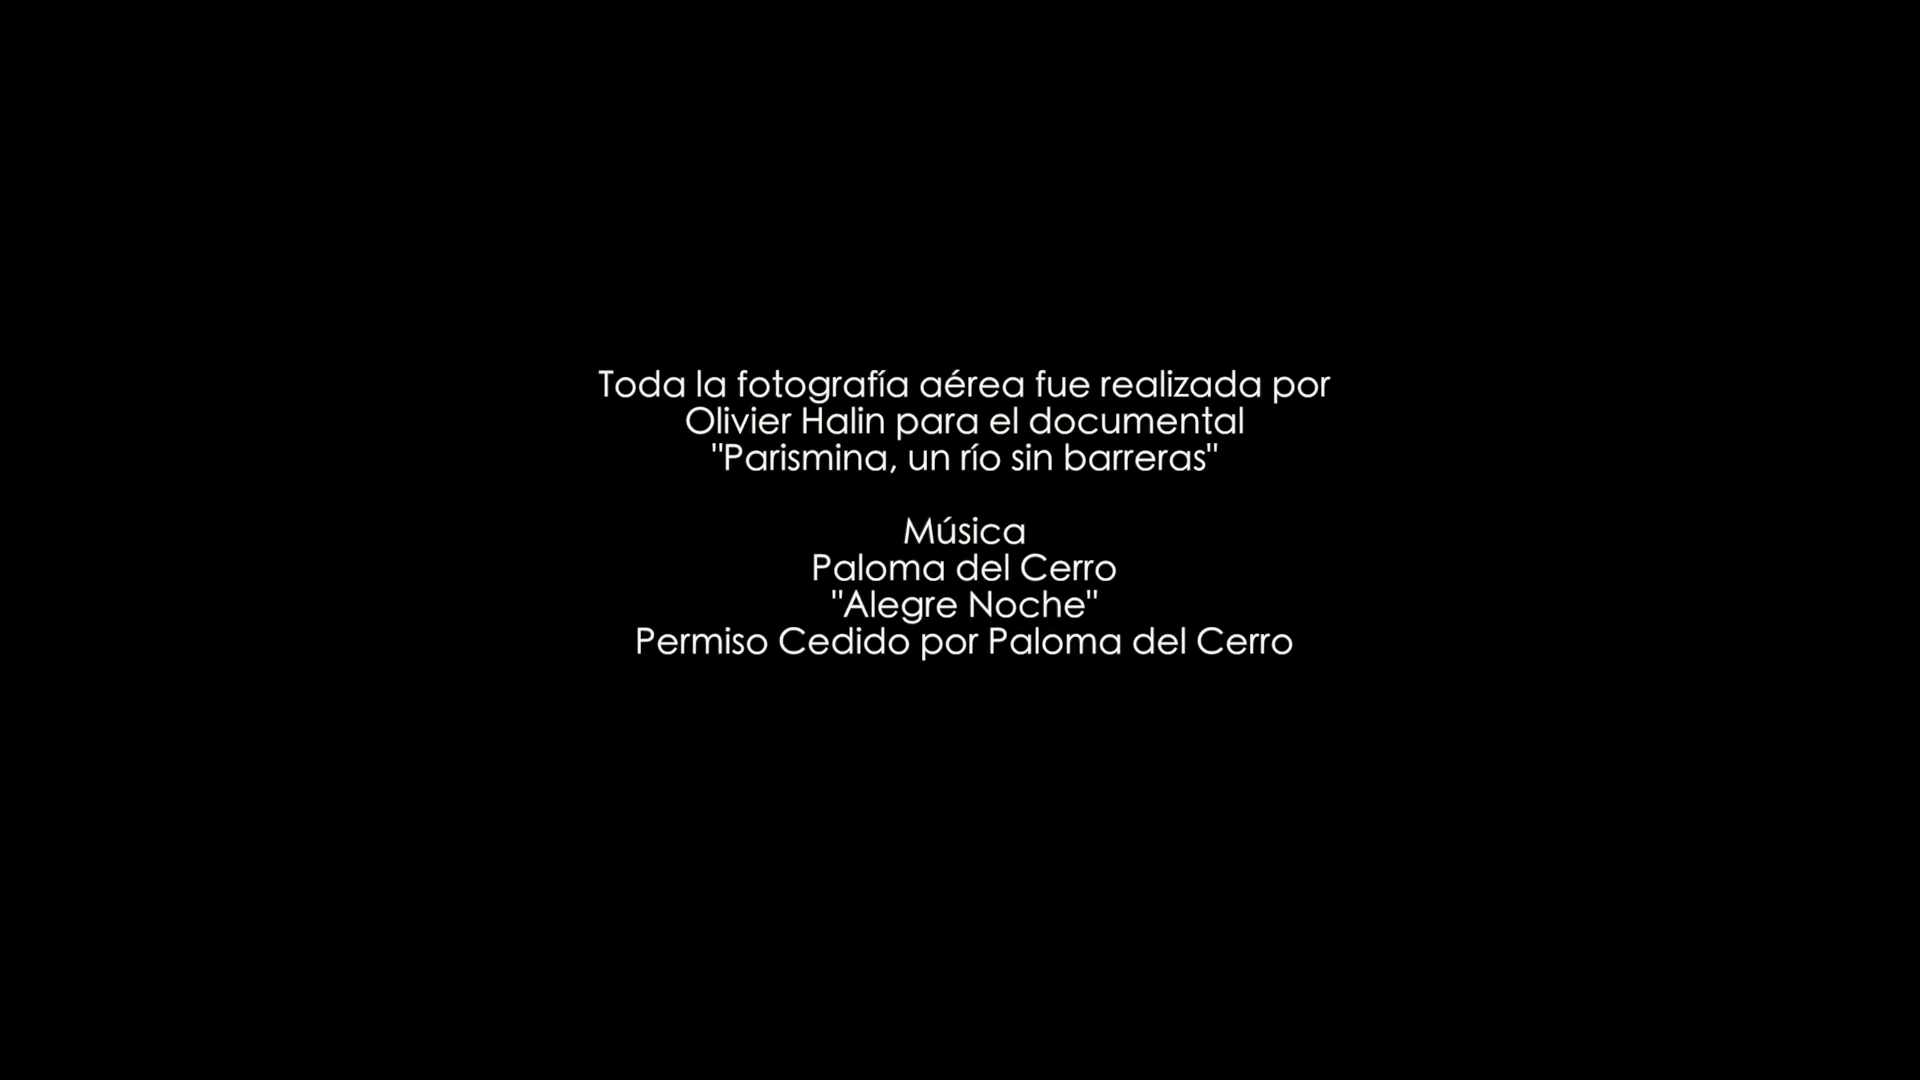 Toda la fotografía aérea fue realizada por
Olivier Halin para el documental
"Parismina, un río sin barreras"
Música
Paloma del Cerro
"Alegre Noche"
Permiso Cedido por Paloma del Cerro